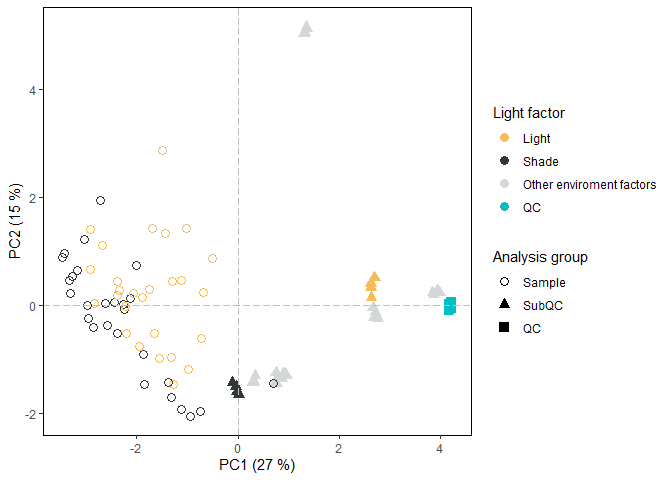 Light factor
Light
Shade
Other enviroment factors
QC
Analysis group
Sample
SubQC
QC
PC2 (15 %)
4
2
0
-2
-2
0
2
4
PC1 (27 %)